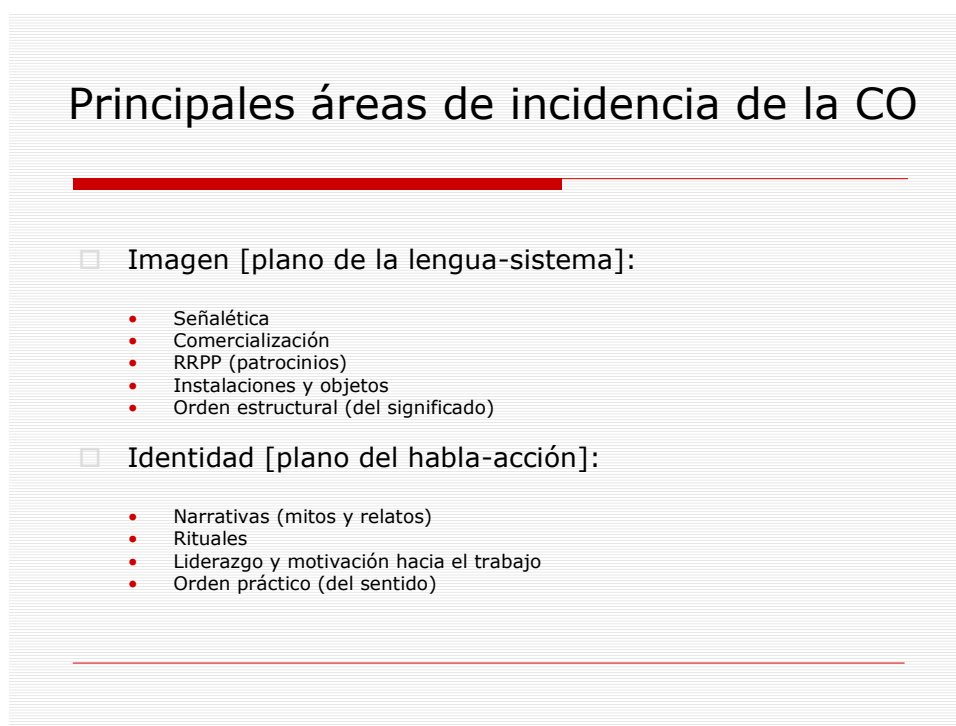 Principales áreas de incidencia de la CO
Imagen [plano de la lengua-sistema]:
Señalética
Comercialización
RRPP (patrocinios)
Instalaciones y objetos
Orden estructural (del significado)
Identidad [plano del habla-acción]:
Narrativas (mitos y relatos)
Rituales
Liderazgo y motivación hacia el trabajo
Orden práctico (del sentido)